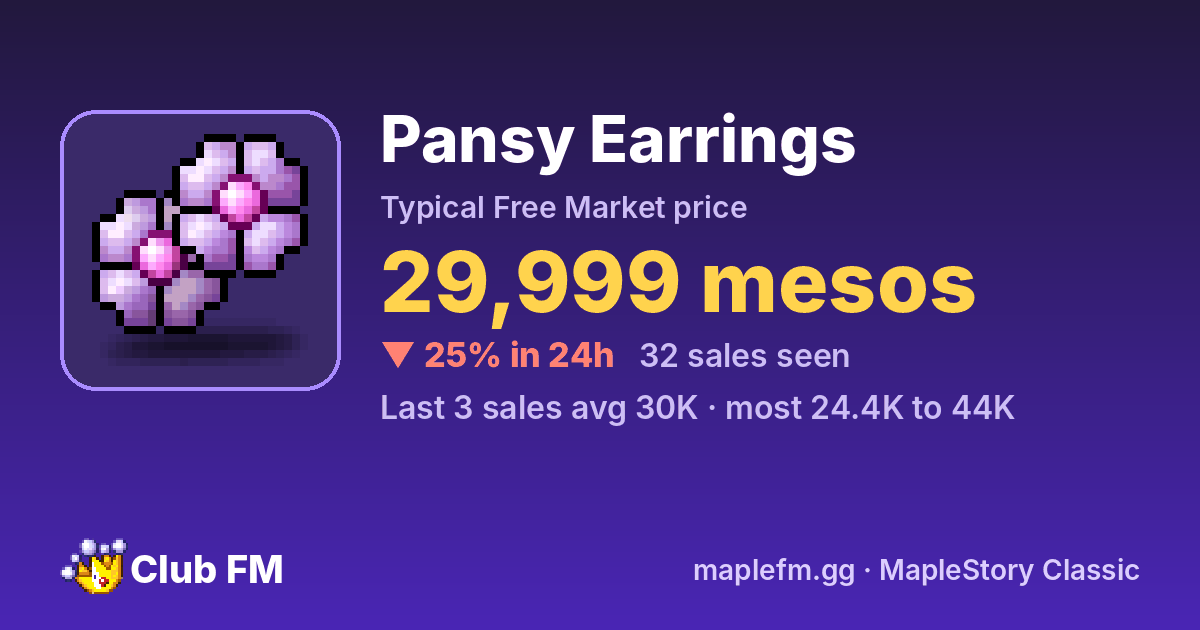 Pansy Earrings
Typical Free Market price
29,999 mesos
▼ 25% in 24h 32 sales seen
Last 3 sales avg 30K · most 24.4K to 44K
Club FM
maplefm.gg · MapleStory Classic